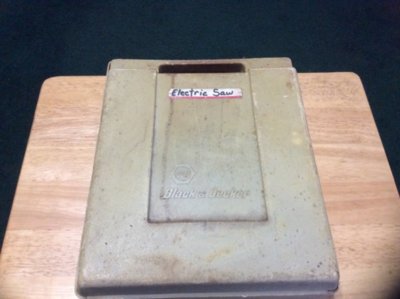 Electric Saw
Black & Decker